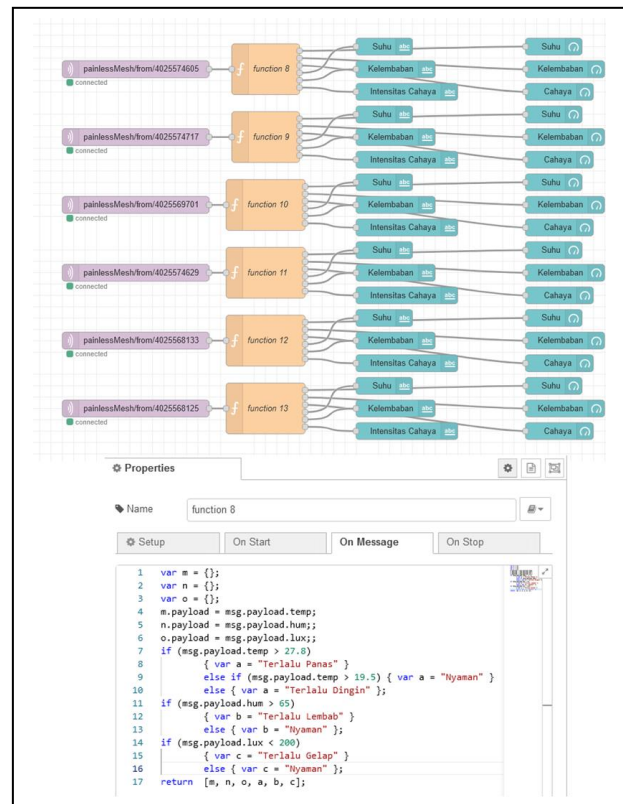 Suhu abc Suhu
painlessMesh/from/4025574605 f function 8 Kelembaban abc Kelembaban
connected
Intensitas Cahaya abc Cahaya
Suhu abc Suhu
painlessMesh/from/4025574717 f function 9 Kelembaban abc Kelembaban
connected
Intensitas Cahaya abc Cahaya
Suhu abc Suhu
painlessMesh/from/4025569701 f function 10 Kelembaban abc Kelembaban
connected
Intensitas Cahaya abc Cahaya
Suhu abc Suhu
painlessMesh/from/4025574629 f function 11 Kelembaban abc Kelembaban
connected
Intensitas Cahaya abc Cahaya
Suhu abc Suhu
painlessMesh/from/4025568133 f function 12 Kelembaban abc Kelembaban
connected
Intensitas Cahaya abc Cahaya
Suhu abc Suhu
painlessMesh/from/4025568125 f function 13 Kelembaban abc Kelembaban
connected
Intensitas Cahaya abc Cahaya
Properties
Name function 8
Setup On Start On Message On Stop
1 var m = {};
2 var n = {};
3 var o = {};
4 m.payload = msg.payload.temp;
5 n.payload = msg.payload.hum;;
6 o.payload = msg.payload.lux;;
7 if (msg.payload.temp > 27.8)
8 { var a = "Terlalu Panas" }
9 else if (msg.payload.temp > 19.5) { var a = "Nyaman" }
10 else { var a = "Terlalu Dingin" };
11 if (msg.payload.hum > 65)
12 { var b = "Terlalu Lembab" }
13 else { var b = "Nyaman" };
14 if (msg.payload.lux < 200)
15 { var c = "Terlalu Gelap" }
16 else { var c = "Nyaman" };
17 return [m, n, o, a, b, c];